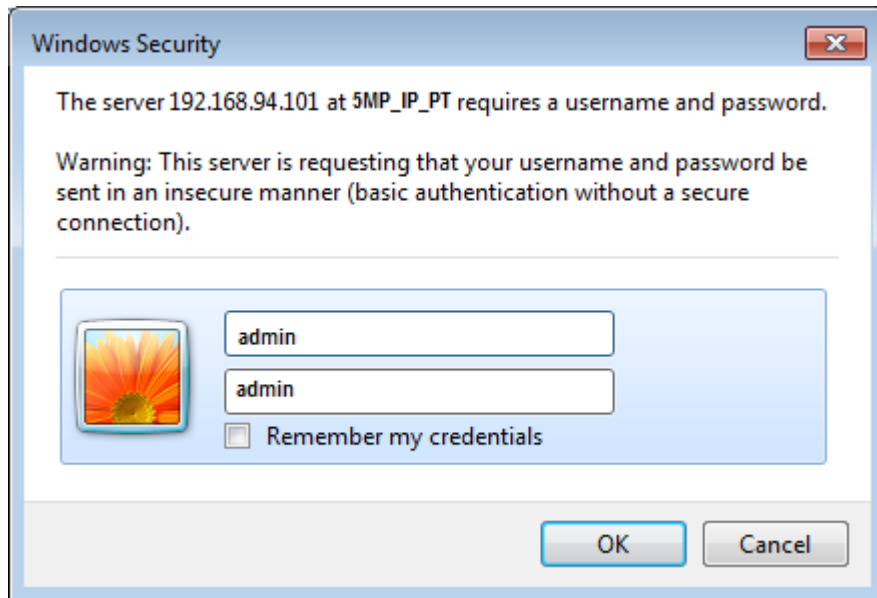 Windows Security
The server 192.168.94.101 at 5MP_IP_PT requires a username and password.
Warning: This server is requesting that your username and password be
sent in an insecure manner (basic authentication without a secure
connection).
admin
admin
Remember my credentials
OK
Cancel